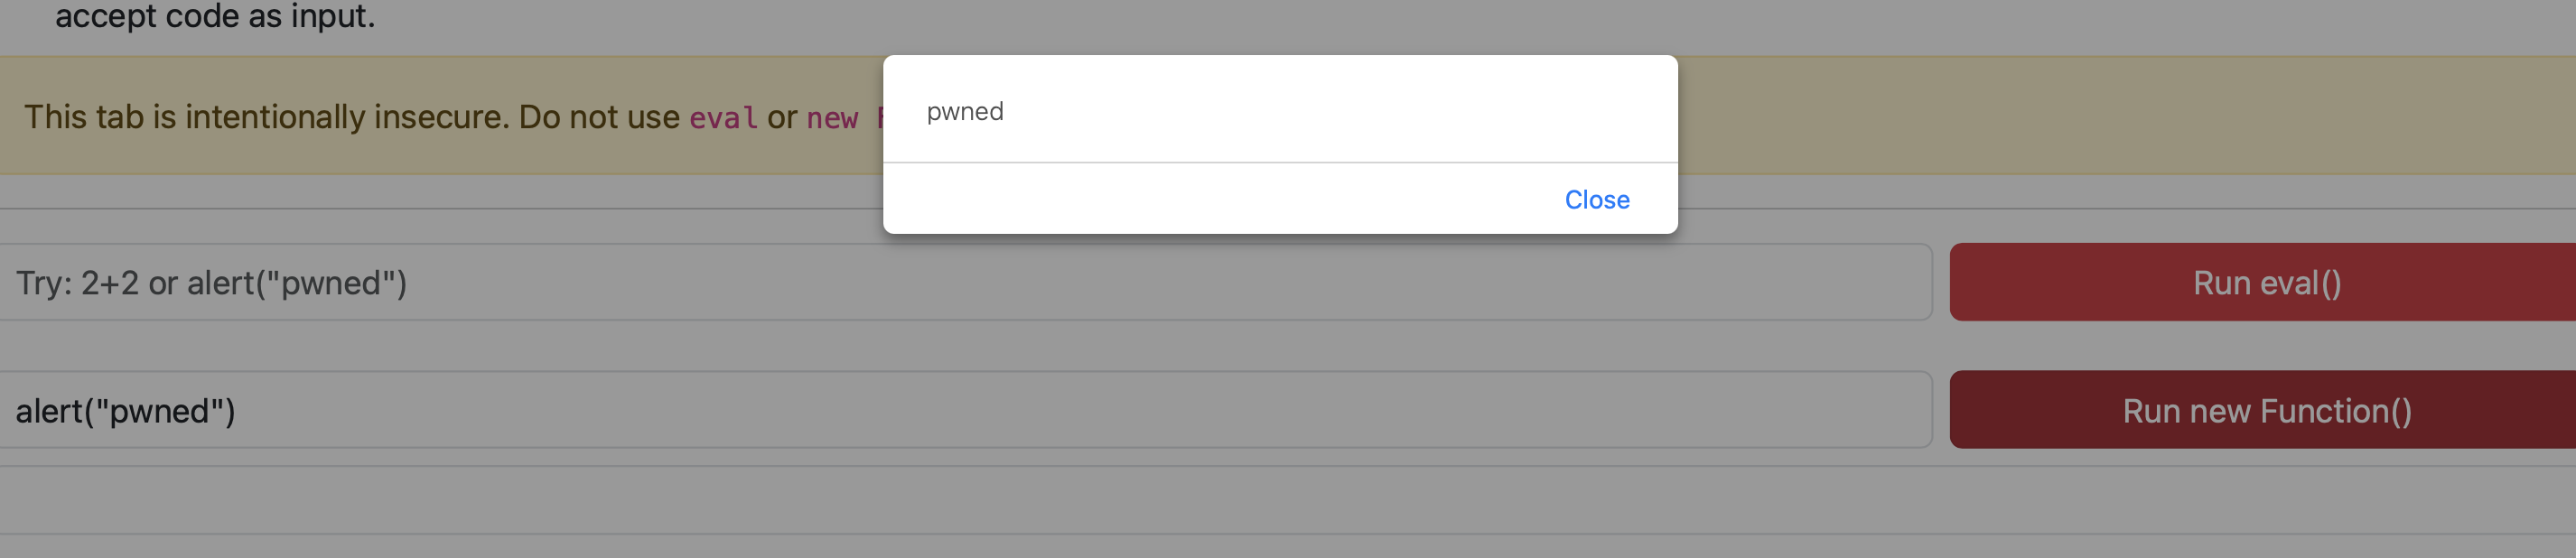 accept code as input.
This tab is intentionally insecure. Do not use eval or new
pwned
Close
Try: 2+2 or alert("pwned")
Run eval()
alert("pwned")
Run new Function()